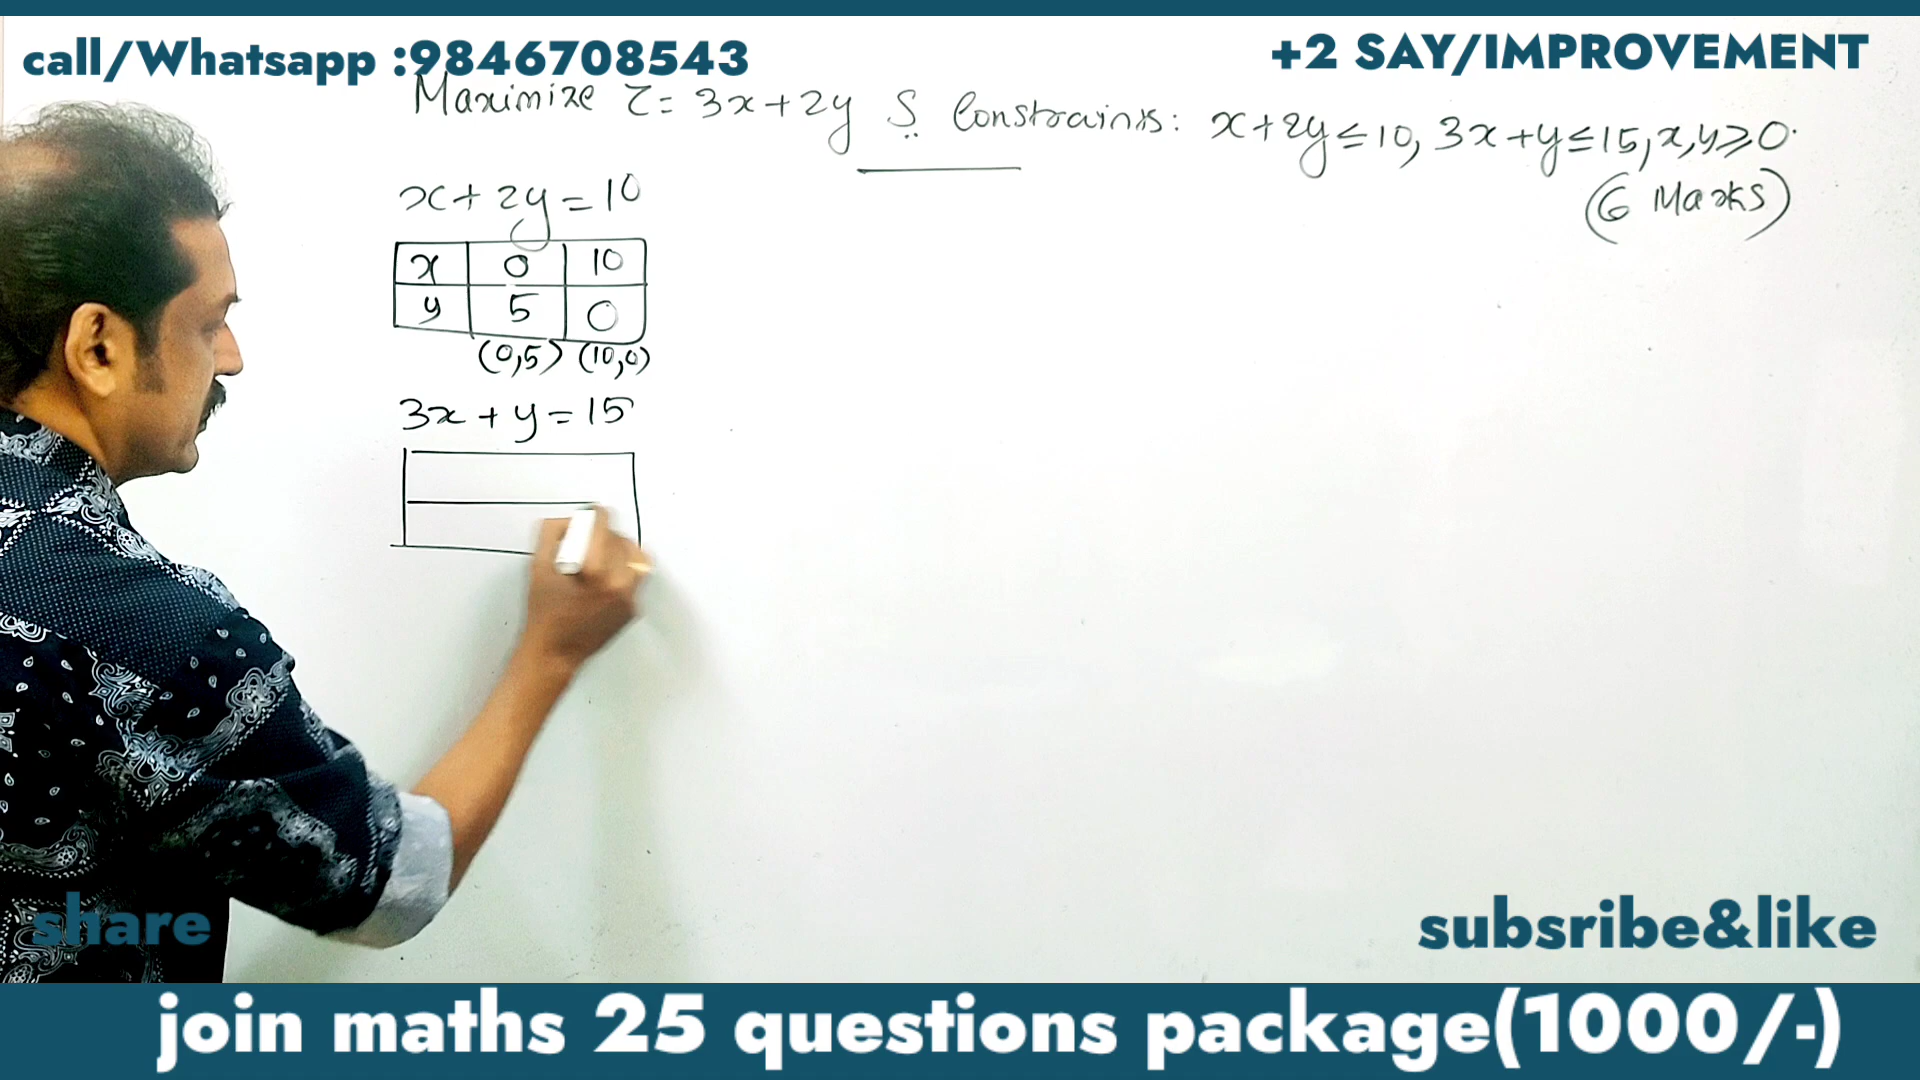 call/Whatsapp :9846708543
+2 SAY/IMPROVEMENT
Maximize Z = 3x+2y S Constraints: x+2y≤10, 3x+y≤15, x,y≥0.
(6 Marks)
x + 2y = 10
x 0 10
y 5 0
(0,5) (10,0)
3x + y = 15
share
subsribe&like
join maths 25 questions package(1000/-)